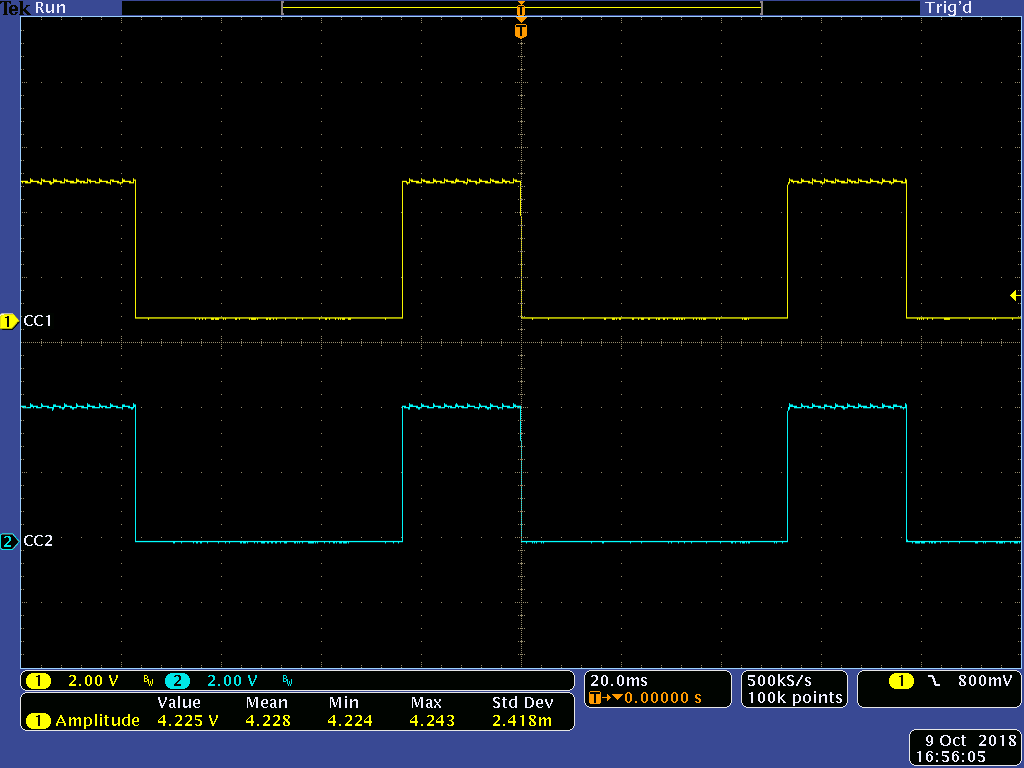 Tek Run Trig'd
T
T
1 CC1
2 CC2
1 2.00 V BW 2 2.00 V BW
20.0ms
T→▼0.00000 s
500kS/s
100k points
1 800mV
Value Mean Min Max Std Dev
1 Amplitude 4.225 V 4.228 4.224 4.243 2.418m
9 Oct 2018
16:56:05